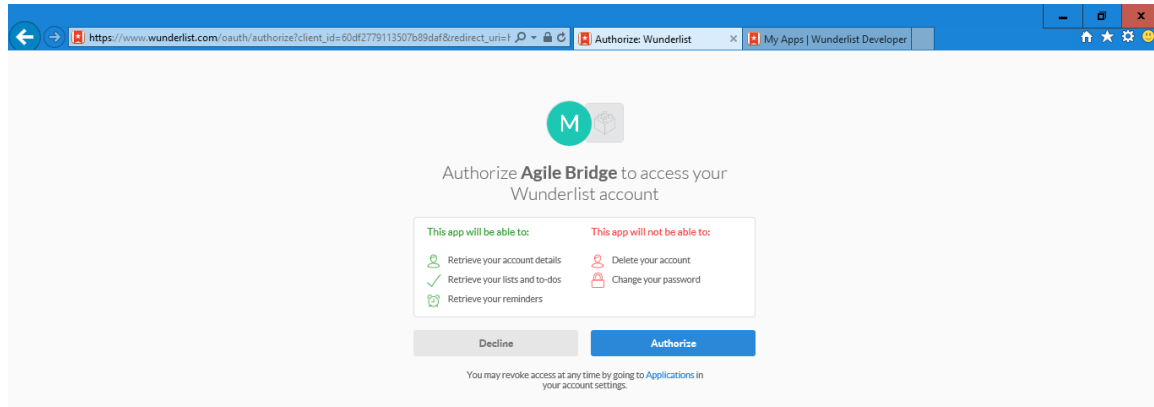 https://www.wunderlist.com/oauth/authorize?client_id=60df2779113507b89daf&redirect_uri=h
Authorize: Wunderlist
My Apps | Wunderlist Developer
M
Authorize Agile Bridge to access your
Wunderlist account
This app will be able to:
This app will not be able to:
Retrieve your account details
Delete your account
Retrieve your lists and to-dos
Change your password
Retrieve your reminders
Decline
Authorize
You may revoke access at any time by going to Applications in
your account settings.